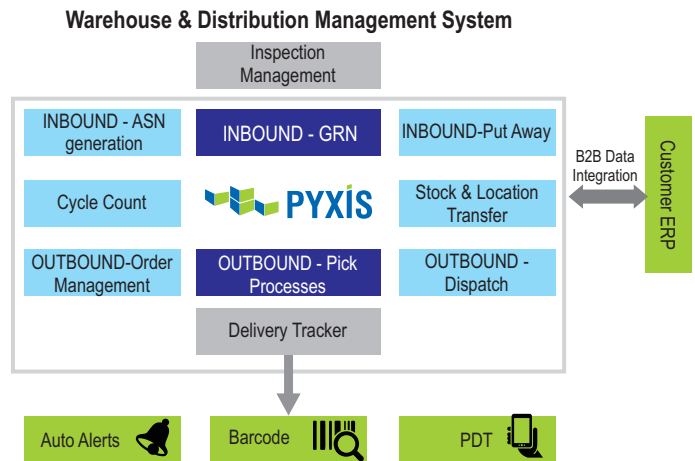 Warehouse & Distribution Management System
Inspection
Management
INBOUND - ASN
generation
INBOUND - GRN
INBOUND-Put Away
Cycle Count
PYXIS
Stock & Location
Transfer
OUTBOUND-Order
Management
OUTBOUND - Pick
Processes
OUTBOUND -
Dispatch
Delivery Tracker
B2B Data
Integration
Customer ERP
Auto Alerts
Barcode
PDT